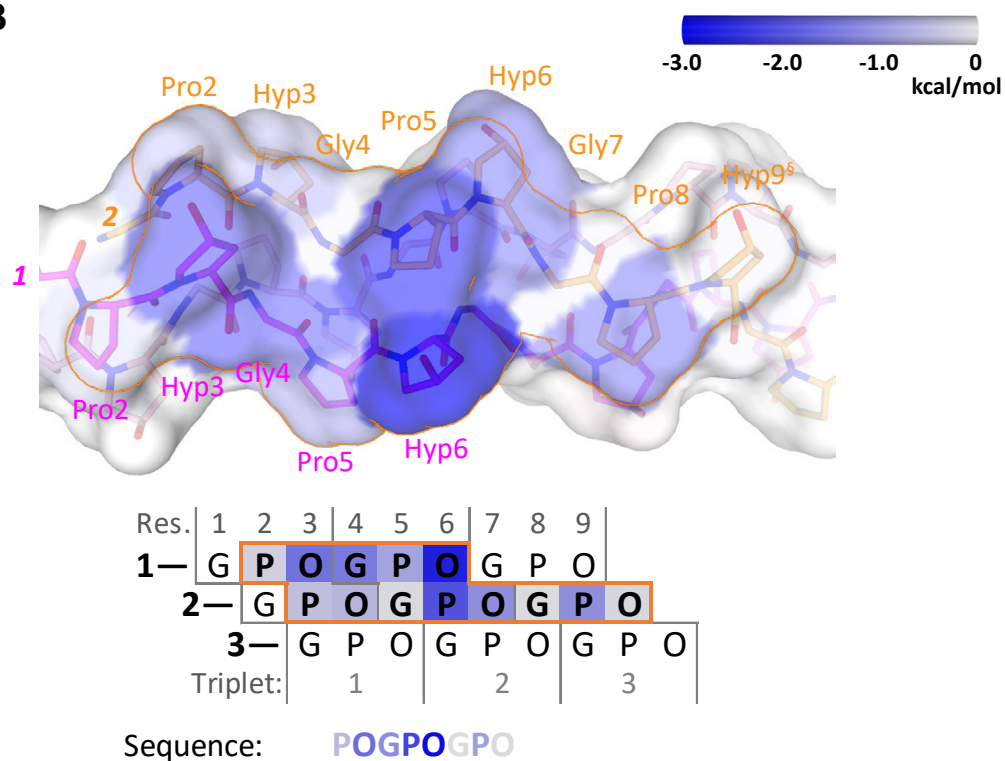 B
-3.0 -2.0 -1.0 0
kcal/mol
Hyp6
Pro2 Hyp3
Pro5
Gly4 Gly7
Hyp9§
Pro8
2
1
Hyp3 Gly4
Pro2
Hyp6
Pro5
Res. 1 2 3 4 5 6 7 8 9
1— G P O G P O G P O
2— G P O G P O G P O
3— G P O G P O G P O
Triplet: 1 2 3
Sequence: POGPOGPO